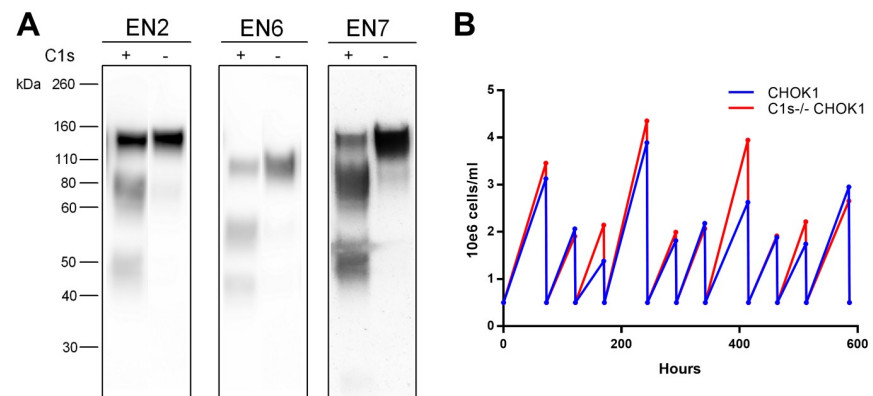 A
EN2 EN6 EN7
C1s + - + - + -
kDa
260
160
110
80
60
50
40
30
B
CHOK1
C1s-/- CHOK1
10e6 cells/ml
5
4
3
2
1
0
0 200 400 600
Hours